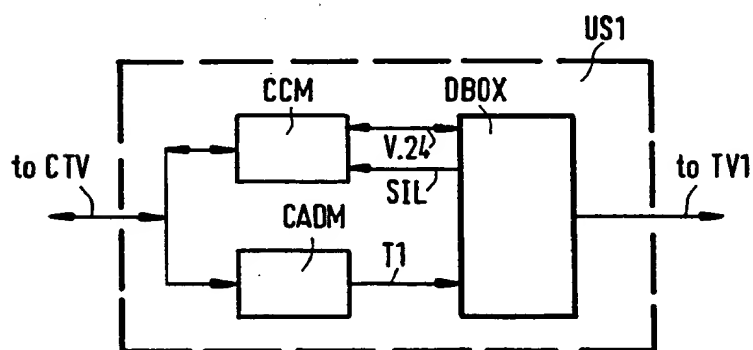 US1
CCM
DBOX
to CTV
V.24
SIL
to TV1
CADM
T1